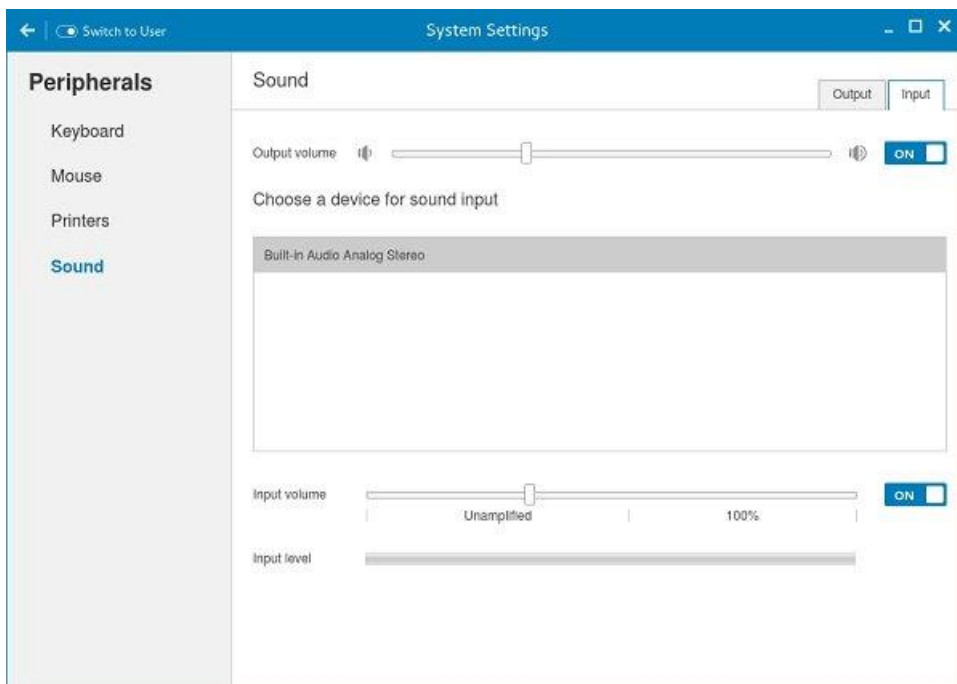 Switch to User
System Settings
Peripherals
Keyboard
Mouse
Printers
Sound
Sound
Output
Input
Output volume
ON
Choose a device for sound input
Built-in Audio Analog Stereo
Input volume
ON
Unamplified
100%
Input level